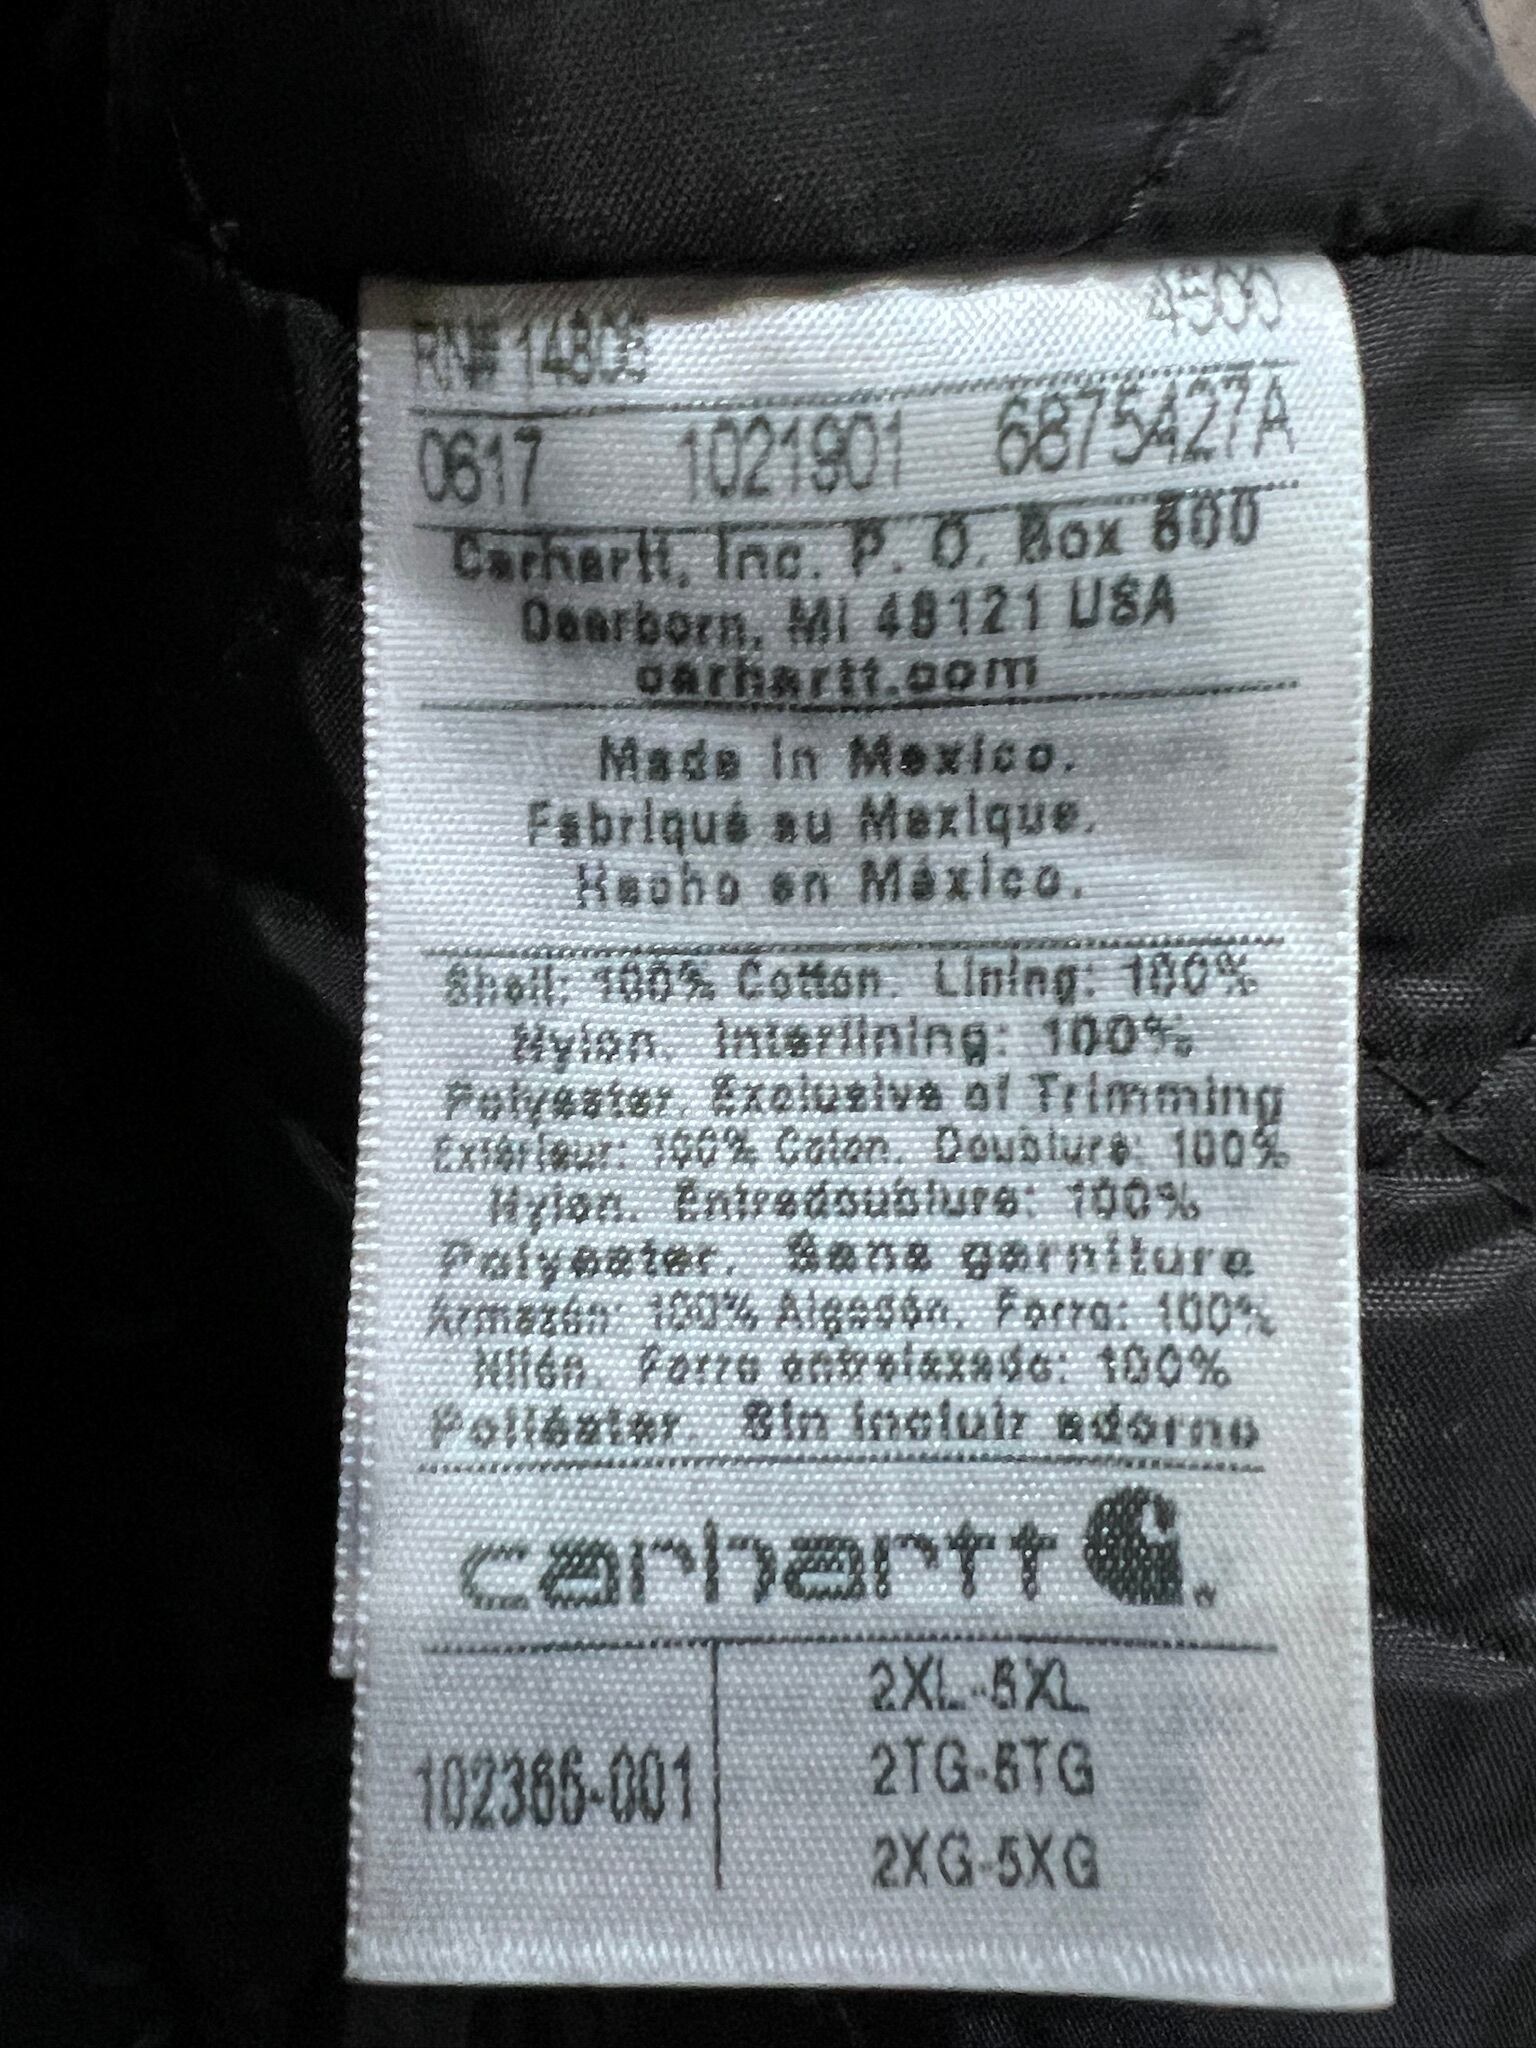 RN# 14806 4500
0617 1021901 6875427A
Carhartt, Inc. P. O. Box 600
Dearborn, MI 48121 USA
carhartt.com
Made in Mexico.
Fabriqué au Mexique.
Hecho en México.
Shell: 100% Cotton. Lining: 100%
Nylon. Interlining: 100%
Polyester. Exclusive of Trimming
Extérieur: 100% Coton. Doublure: 100%
Nylon. Entredoublure: 100%
Polyester. Sans garniture
Armazón: 100% Algodón. Forro: 100%
Nilón. Forro entrelazado: 100%
Poliéster. Sin incluir adorno
carhartt
102366-001
2XL-5XL
2TG-5TG
2XG-5XG